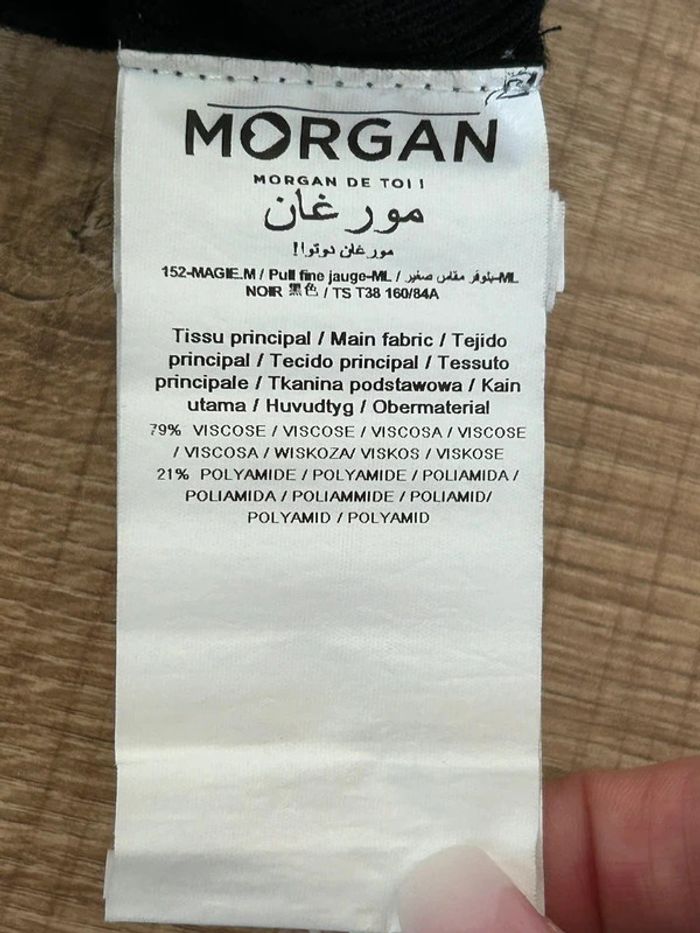 MORGAN
MORGAN DE TOI !
مورغان
مورغان دوتوا!
152-MAGIE.M / Pull fine jauge-ML / بلوفر مقاس صغير-ML
NOIR 黑色 / TS T38 160/84A
Tissu principal / Main fabric / Tejido
principal / Tecido principal / Tessuto
principale / Tkanina podstawowa / Kain
utama / Huvudtyg / Obermaterial
79% VISCOSE / VISCOSE / VISCOSA / VISCOSE
/ VISCOSA / WISKOZA/ VISKOS / VISKOSE
21% POLYAMIDE / POLYAMIDE / POLIAMIDA /
POLIAMIDA / POLIAMMIDE / POLIAMID/
POLYAMID / POLYAMID